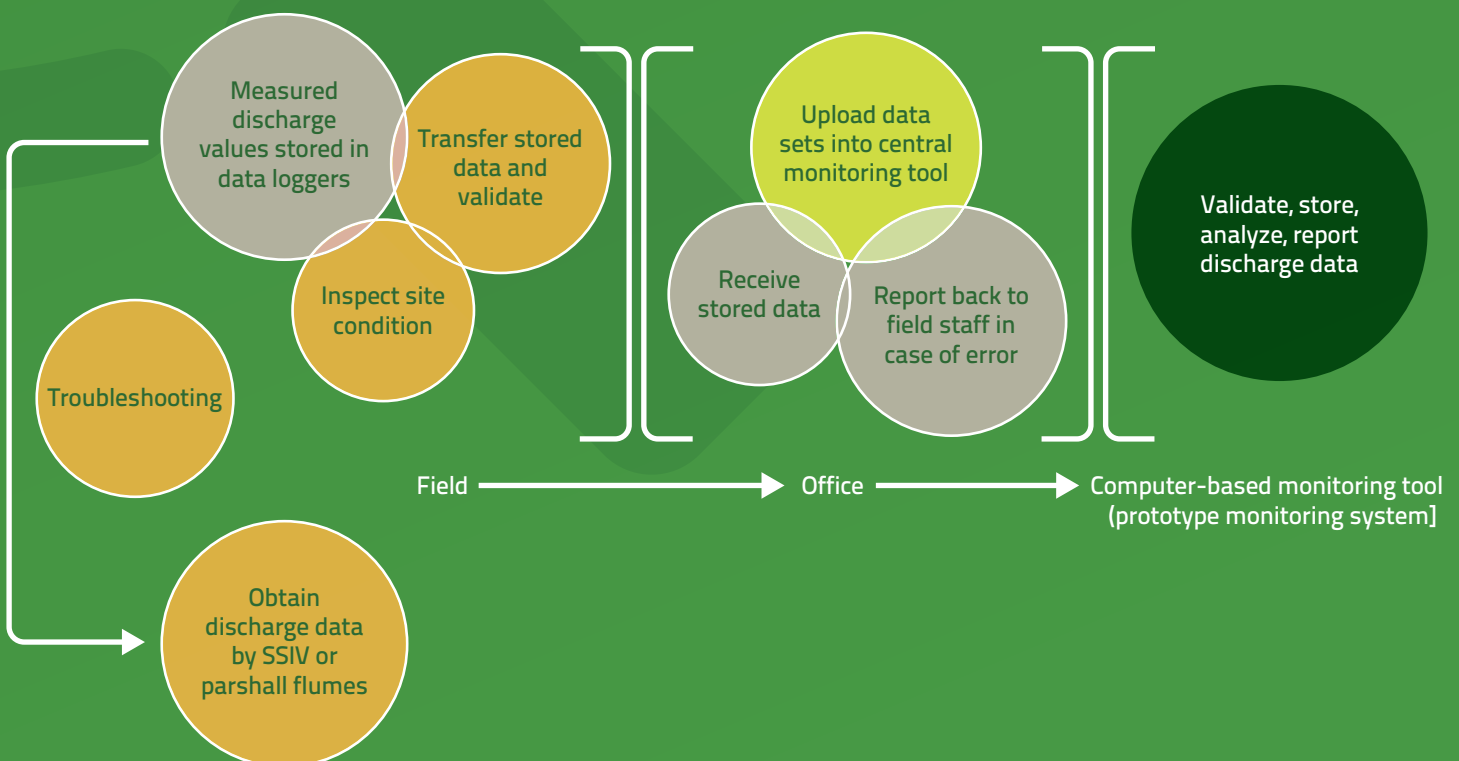 Measured
discharge
values stored in
data loggers
Transfer stored
data and
validate
Inspect site
condition
Troubleshooting
Obtain
discharge data
by SSIV or
parshall flumes
Upload data
sets into central
monitoring tool
Receive
stored data
Report back to
field staff in
case of error
Validate, store,
analyze, report
discharge data
Field
Office
Computer-based monitoring tool
(prototype monitoring system]